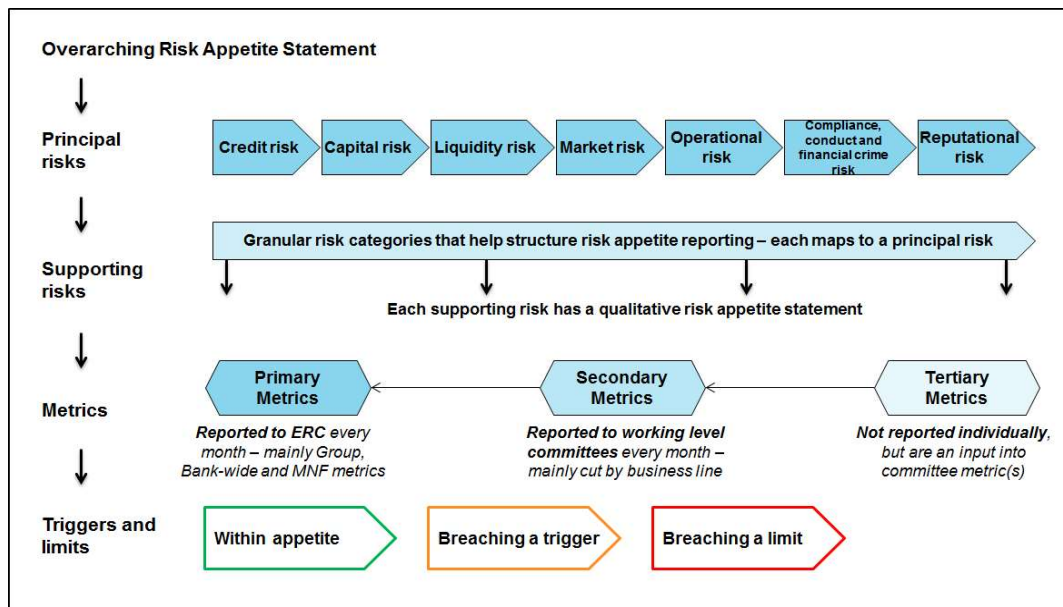 Overarching Risk Appetite Statement
Principal
risks
Credit risk
Capital risk
Liquidity risk
Market risk
Operational
risk
Compliance,
conduct and
financial crime
risk
Reputational
risk
Granular risk categories that help structure risk appetite reporting – each maps to a principal risk
Supporting
risks
Each supporting risk has a qualitative risk appetite statement
Metrics
Primary
Metrics
Reported to ERC every
month – mainly Group,
Bank-wide and MNF metrics
Secondary
Metrics
Reported to working level
committees every month –
mainly cut by business line
Tertiary
Metrics
Not reported individually,
but are an input into
committee metric(s)
Triggers and
limits
Within appetite
Breaching a trigger
Breaching a limit